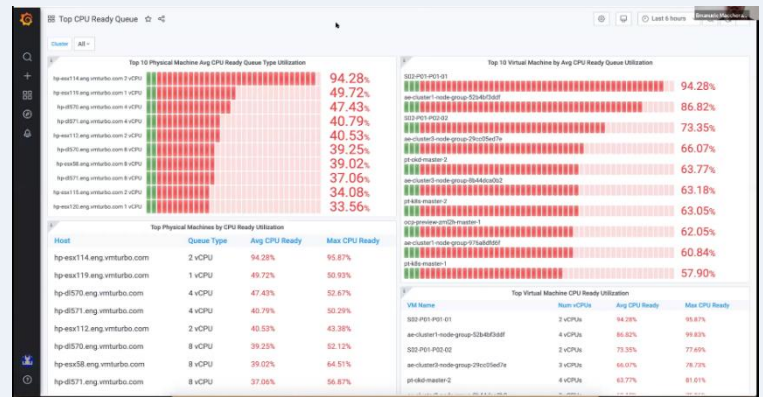 Top CPU Ready Queue
Last 6 hours
Cluster All
Top 10 Physical Machine Avg CPU Ready Queue Type Utilization
hp-esx114.eng.vmturbo.com 2 vCPU 94.28%
hp-esx119.eng.vmturbo.com 1 vCPU 49.72%
hp-dl570.eng.vmturbo.com 4 vCPU 47.43%
hp-dl571.eng.vmturbo.com 4 vCPU 40.79%
hp-esx112.eng.vmturbo.com 2 vCPU 40.53%
hp-dl570.eng.vmturbo.com 8 vCPU 39.25%
hp-esx58.eng.vmturbo.com 8 vCPU 39.02%
hp-dl571.eng.vmturbo.com 8 vCPU 37.06%
hp-esx115.eng.vmturbo.com 2 vCPU 34.08%
hp-esx120.eng.vmturbo.com 1 vCPU 33.56%
Top Physical Machines by CPU Ready Utilization
Host Queue Type Avg CPU Ready Max CPU Ready
hp-esx114.eng.vmturbo.com 2 vCPU 94.28% 95.87%
hp-esx119.eng.vmturbo.com 1 vCPU 49.72% 50.93%
hp-dl570.eng.vmturbo.com 4 vCPU 47.43% 52.67%
hp-dl571.eng.vmturbo.com 4 vCPU 40.79% 50.29%
hp-esx112.eng.vmturbo.com 2 vCPU 40.53% 43.38%
hp-dl570.eng.vmturbo.com 8 vCPU 39.25% 52.12%
hp-esx58.eng.vmturbo.com 8 vCPU 39.02% 64.51%
hp-dl571.eng.vmturbo.com 8 vCPU 37.06% 56.87%
Top 10 Virtual Machine by Avg CPU Ready Queue Utilization
S02-P01-P01-01
94.28%
ae-cluster1-node-group-52b4bf3ddf
86.82%
S02-P01-P02-02
73.35%
ae-cluster3-node-group-29cc05ed7e
66.07%
pt-okd-master-2
63.77%
ae-cluster3-node-group-8b44dca0b2
63.18%
pt-k8s-master-2
63.05%
ocp-preview-zml2h-master-1
62.05%
ae-cluster1-node-group-976a8dfd6f
60.84%
pt-k8s-master-1
57.90%
Top Virtual Machine CPU Ready Utilization
VM Name Num vCPUs Avg CPU Ready Max CPU Ready
S02-P01-P01-01 2 vCPUs 94.28% 95.87%
ae-cluster1-node-group-52b4bf3ddf 4 vCPUs 86.82% 99.83%
S02-P01-P02-02 2 vCPUs 73.35% 77.65%
ae-cluster3-node-group-29cc05ed7e 3 vCPUs 66.07% 78.73%
pt-okd-master-2 4 vCPUs 63.77% 81.01%